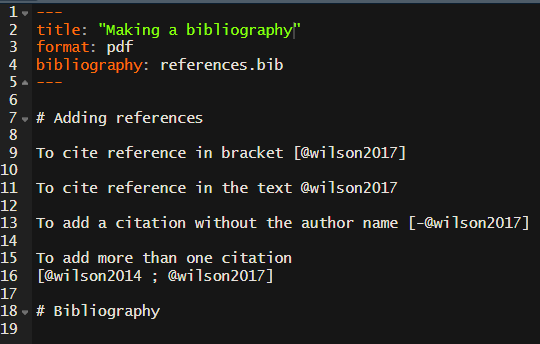 1 ---
2 title: "Making a bibliography"
3 format: pdf
4 bibliography: references.bib
5 ---
6
7 # Adding references
8
9 To cite reference in bracket [@wilson2017]
10
11 To cite reference in the text @wilson2017
12
13 To add a citation without the author name [-@wilson2017]
14
15 To add more than one citation
16 [@wilson2014 ; @wilson2017]
17
18 # Bibliography
19